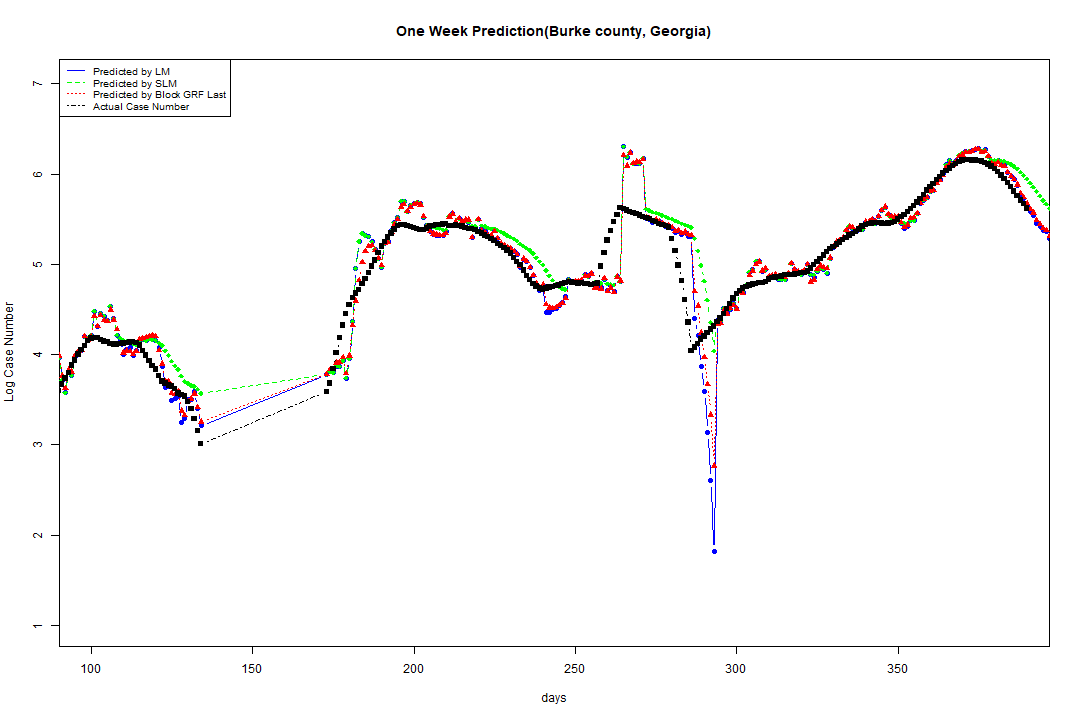 One Week Prediction(Burke county, Georgia)
Predicted by LM
Predicted by SLM
Predicted by Block GRF Last
Actual Case Number
Log Case Number
7
6
5
4
3
2
1
100 150 200 250 300 350
days